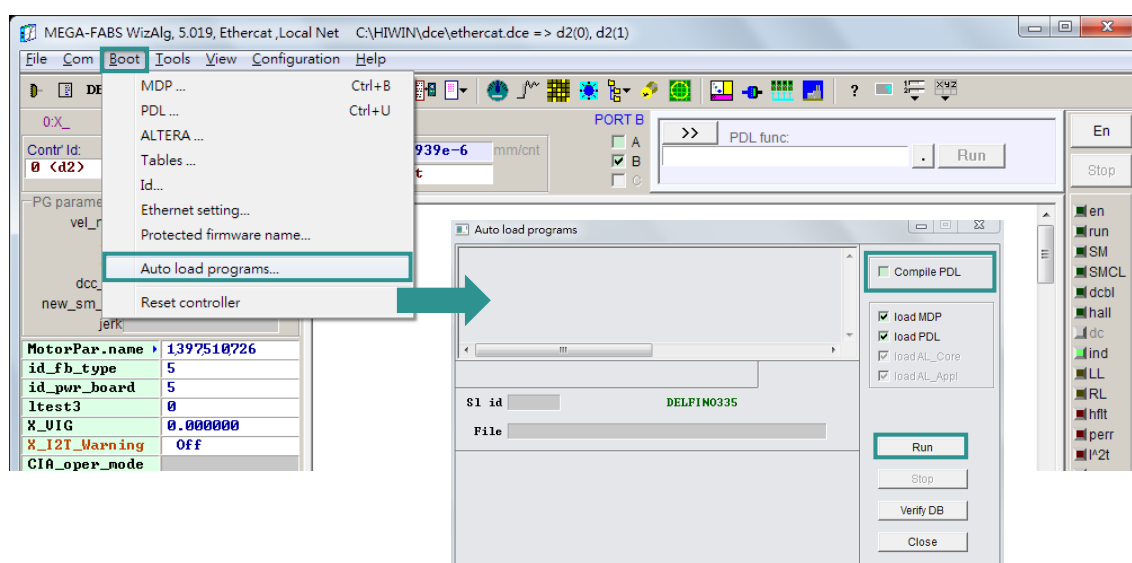 MEGA-FABS WizAlg, 5.019, Ethercat ,Local Net C:\HIWIN\dce\ethercat.dce => d2(0), d2(1)
File Com Boot Tools View Configuration Help
MDP ... Ctrl+B
PDL ... Ctrl+U
ALTERA ...
Tables ...
Id...
Ethernet setting...
Protected firmware name...
Auto load programs...
Reset controller
0:X_
Contr' Id:
0 (d2)
939e-6 mm/cnt
t
PORT B
A
B
C
>> PDL func:
. Run
En
Stop
PG parame
vel_
dcc_
new_sm_
jerk
MotorPar.name 1397510726
id_fb_type 5
id_pwr_board 5
ltest3 0
X_VIG 0.000000
X_I2T_Warning Off
CIA_oper_mode
Auto load programs
Compile PDL
load MDP
load PDL
load AL_Core
load AL_Appl
Sl id DELFINO335
File
Run
Stop
Verify DB
Close
en
run
SM
SMCL
dcbl
hall
dc
ind
LL
RL
hflt
perr
I^2t